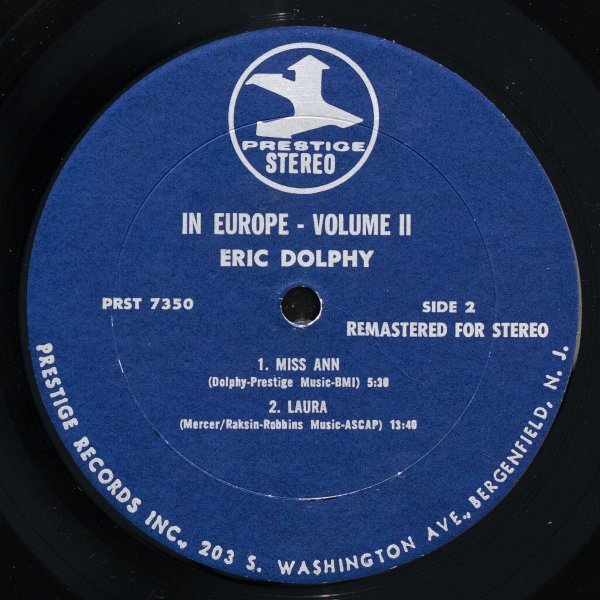 PRESTIGE
STEREO
IN EUROPE - VOLUME II
ERIC DOLPHY
PRST 7350
SIDE 2
REMASTERED FOR STEREO
1. MISS ANN
(Dolphy-Prestige Music-BMI) 5:30
2. LAURA
(Mercer/Raksin-Robbins Music-ASCAP) 13:40
PRESTIGE RECORDS INC., 203 S. WASHINGTON AVE., BERGENFIELD, N. J.